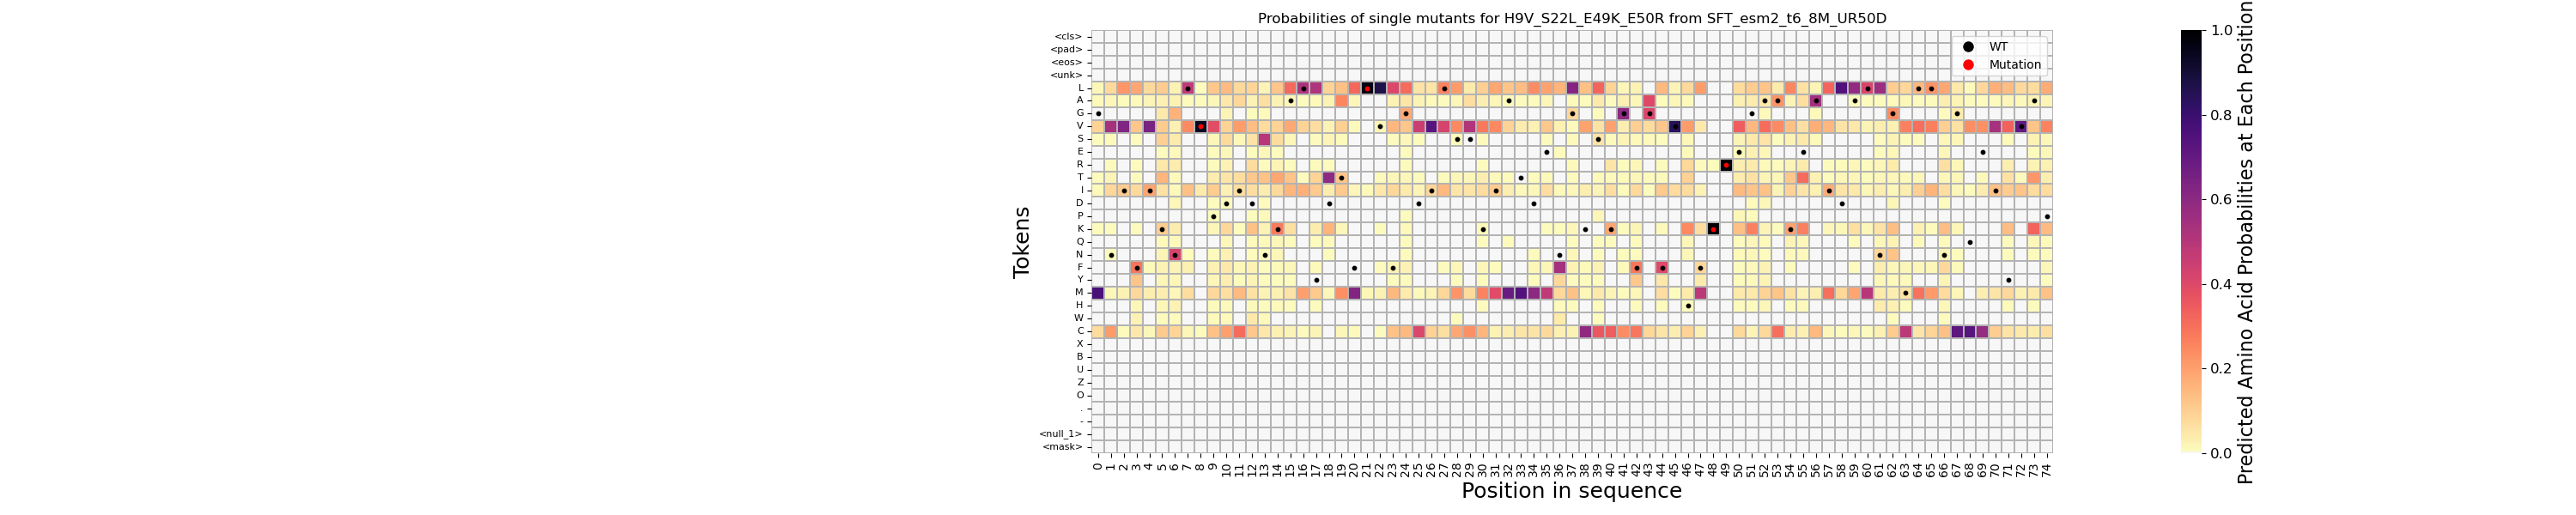 Probabilities of single mutants for H9V_S22L_E49K_E50R from SFT_esm2_t6_8M_UR50D
<cls>
<pad>
<eos>
<unk>
L
A
G
V
S
E
R
T
I
D
P
K
Q
N
F
Y
M
H
W
C
X
B
U
Z
O
.
-
<null_1>
<mask>
Tokens
0 1 2 3 4 5 6 7 8 9 10 11 12 13 14 15 16 17 18 19 20 21 22 23 24 25 26 27 28 29 30 31 32 33 34 35 36 37 38 39 40 41 42 43 44 45 46 47 48 49 50 51 52 53 54 55 56 57 58 59 60 61 62 63 64 65 66 67 68 69 70 71 72 73 74
Position in sequence
WT
Mutation
1.0
0.8
0.6
0.4
0.2
0.0
Predicted Amino Acid Probabilities at Each Position